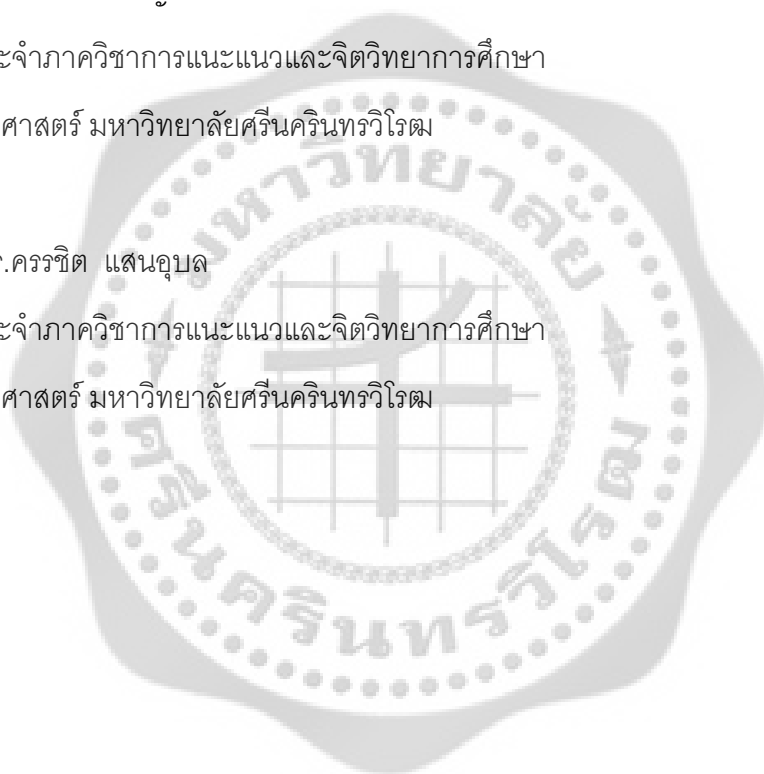 ะจำภาควิชาการแนะแนวและจิตวิทยาการศึกษา
ศาสตร์ มหาวิทยาลัยศรีนครินทรวิโรฒ
ร.ครรชิต แสนอุบล
ะจำภาควิชาการแนะแนวและจิตวิทยาการศึกษา
ศาสตร์ มหาวิทยาลัยศรีนครินทรวิโรฒ
มหาวิทยาลัย
ศรีนครินทรวิโรฒ